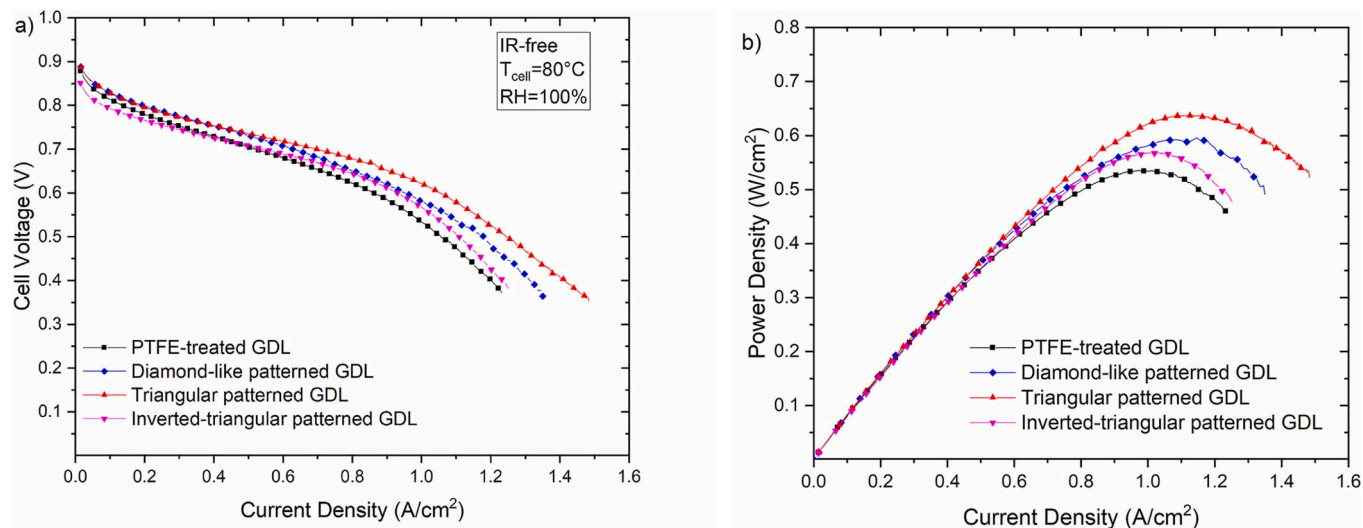 a)
IR-free
T_cell=80°C
RH=100%
Cell Voltage (V)
1.0
0.9
0.8
0.7
0.6
0.5
0.4
0.3
0.2
0.1
PTFE-treated GDL
Diamond-like patterned GDL
Triangular patterned GDL
Inverted-triangular patterned GDL
0.0 0.2 0.4 0.6 0.8 1.0 1.2 1.4 1.6
Current Density (A/cm²)
b)
Power Density (W/cm²)
0.8
0.7
0.6
0.5
0.4
0.3
0.2
0.1
PTFE-treated GDL
Diamond-like patterned GDL
Triangular patterned GDL
Inverted-triangular patterned GDL
0.0 0.2 0.4 0.6 0.8 1.0 1.2 1.4 1.6
Current Density (A/cm²)